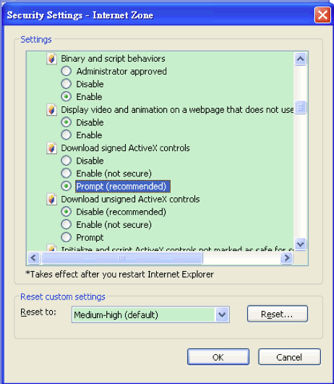 Security Settings - Internet Zone
Settings
Binary and script behaviors
Administrator approved
Disable
Enable
Display video and animation on a webpage that does not use
Disable
Enable
Download signed ActiveX controls
Disable
Enable (not secure)
Prompt (recommended)
Download unsigned ActiveX controls
Disable (recommended)
Enable (not secure)
Prompt
Initialize and script ActiveX controls not marked as safe for
*Takes effect after you restart Internet Explorer
Reset custom settings
Reset to: Medium-high (default) Reset...
OK Cancel